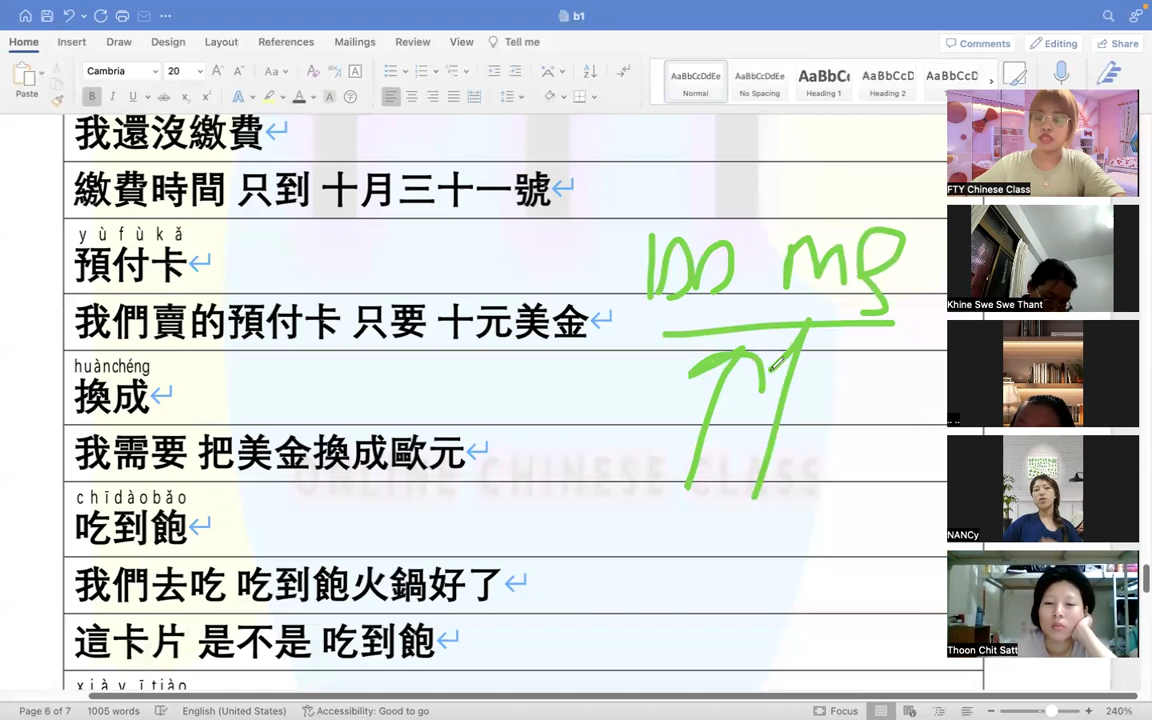 b1
Home Insert Draw Design Layout References Mailings Review View Tell me Comments Editing Share
Paste
Cambria 20
AaBbCcDdEe Normal
AaBbCcDdEe No Spacing
AaBbC Heading 1
AaBbCcD Heading 2
AaBbCcD
我還沒繳費
繳費時間 只到 十月三十一號
yùfùkǎ
預付卡
我們賣的預付卡 只要 十元美金
huànchéng
換成
我需要 把美金換成歐元
chīdàobǎo
吃到飽
我們去吃 吃到飽火鍋好了
這卡片 是不是 吃到飽
xiàyītiào
100 mg
ONLINE CHINESE CLASS
FTY Chinese Class
Khine Swe Swe Thant
.. ..
NANCy
Thoon Chit Satt
Page 6 of 7 1005 words English (United States) Accessibility: Good to go Focus 240%